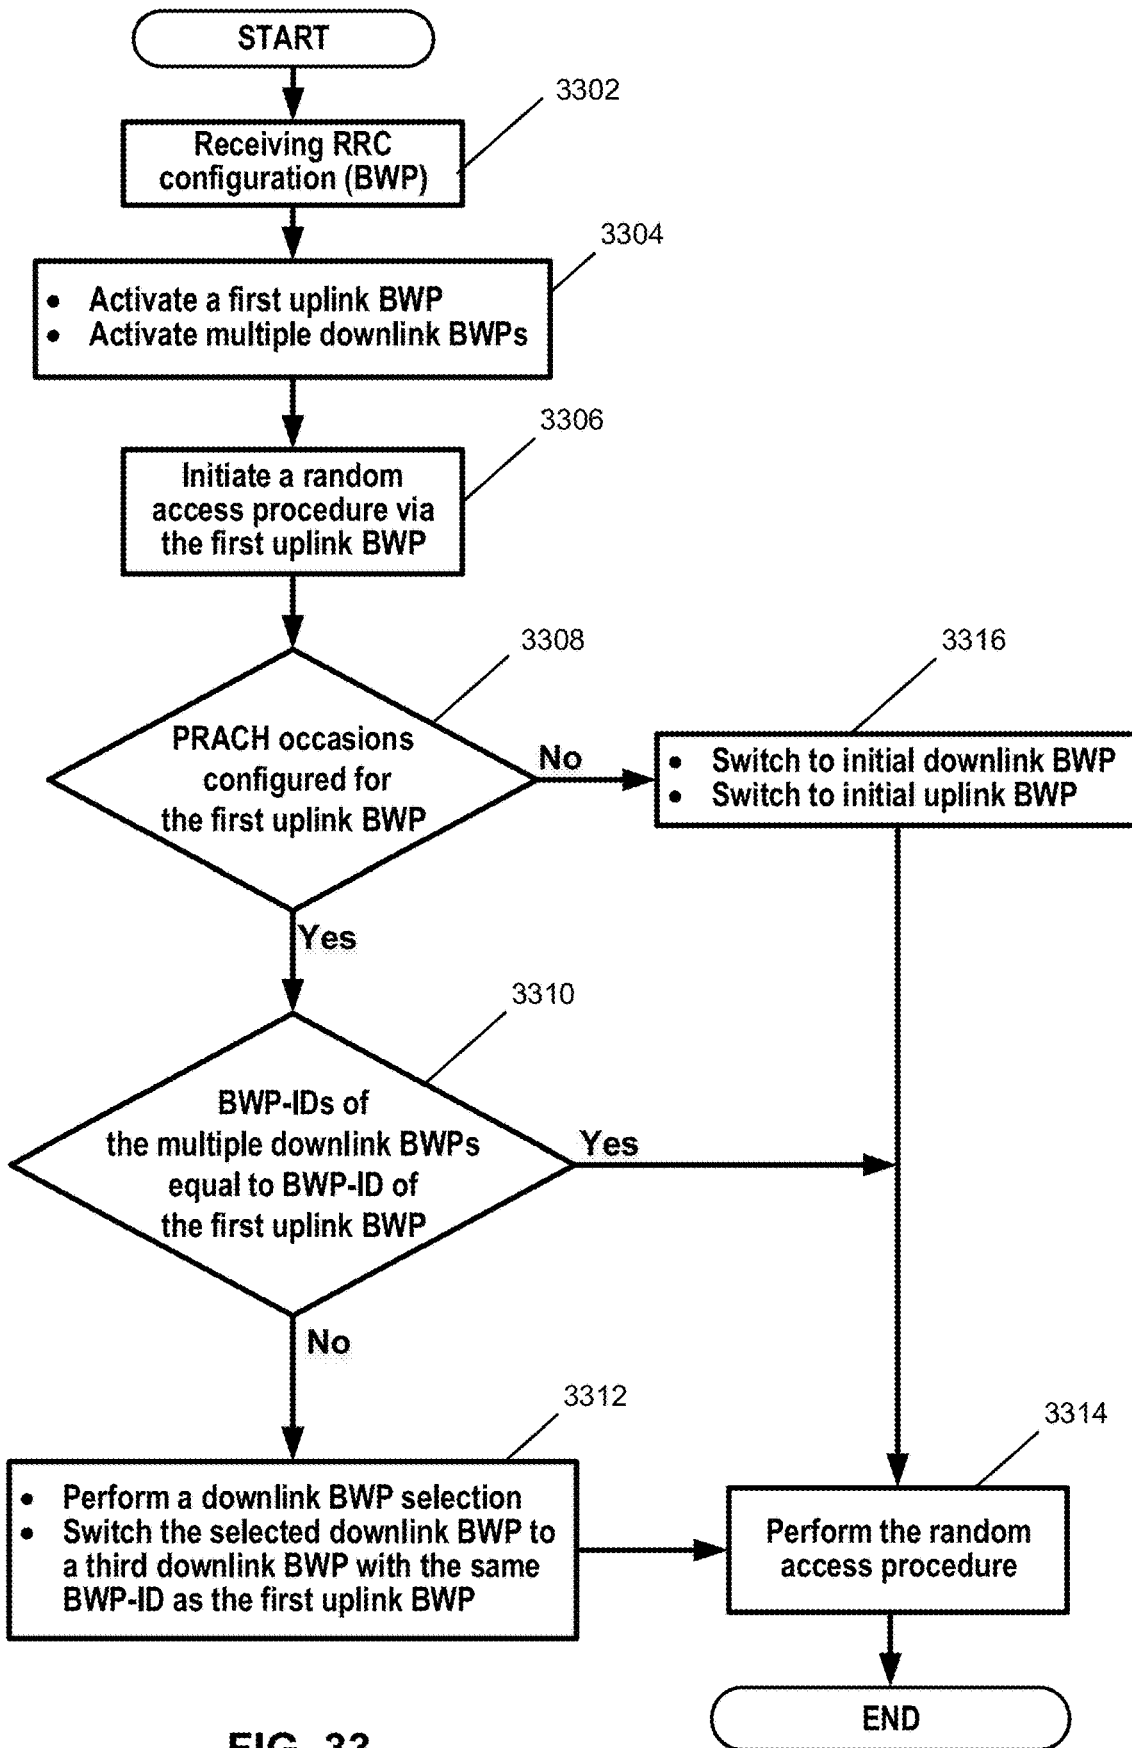 START
3302
Receiving RRC
configuration (BWP)
3304
• Activate a first uplink BWP
• Activate multiple downlink BWPs
3306
Initiate a random
access procedure via
the first uplink BWP
3308
PRACH occasions
configured for
the first uplink BWP
No
3316
• Switch to initial downlink BWP
• Switch to initial uplink BWP
Yes
3310
BWP-IDs of
the multiple downlink BWPs
equal to BWP-ID of
the first uplink BWP
Yes
No
3312
• Perform a downlink BWP selection
• Switch the selected downlink BWP to
a third downlink BWP with the same
BWP-ID as the first uplink BWP
3314
Perform the random
access procedure
END
FIG. 33